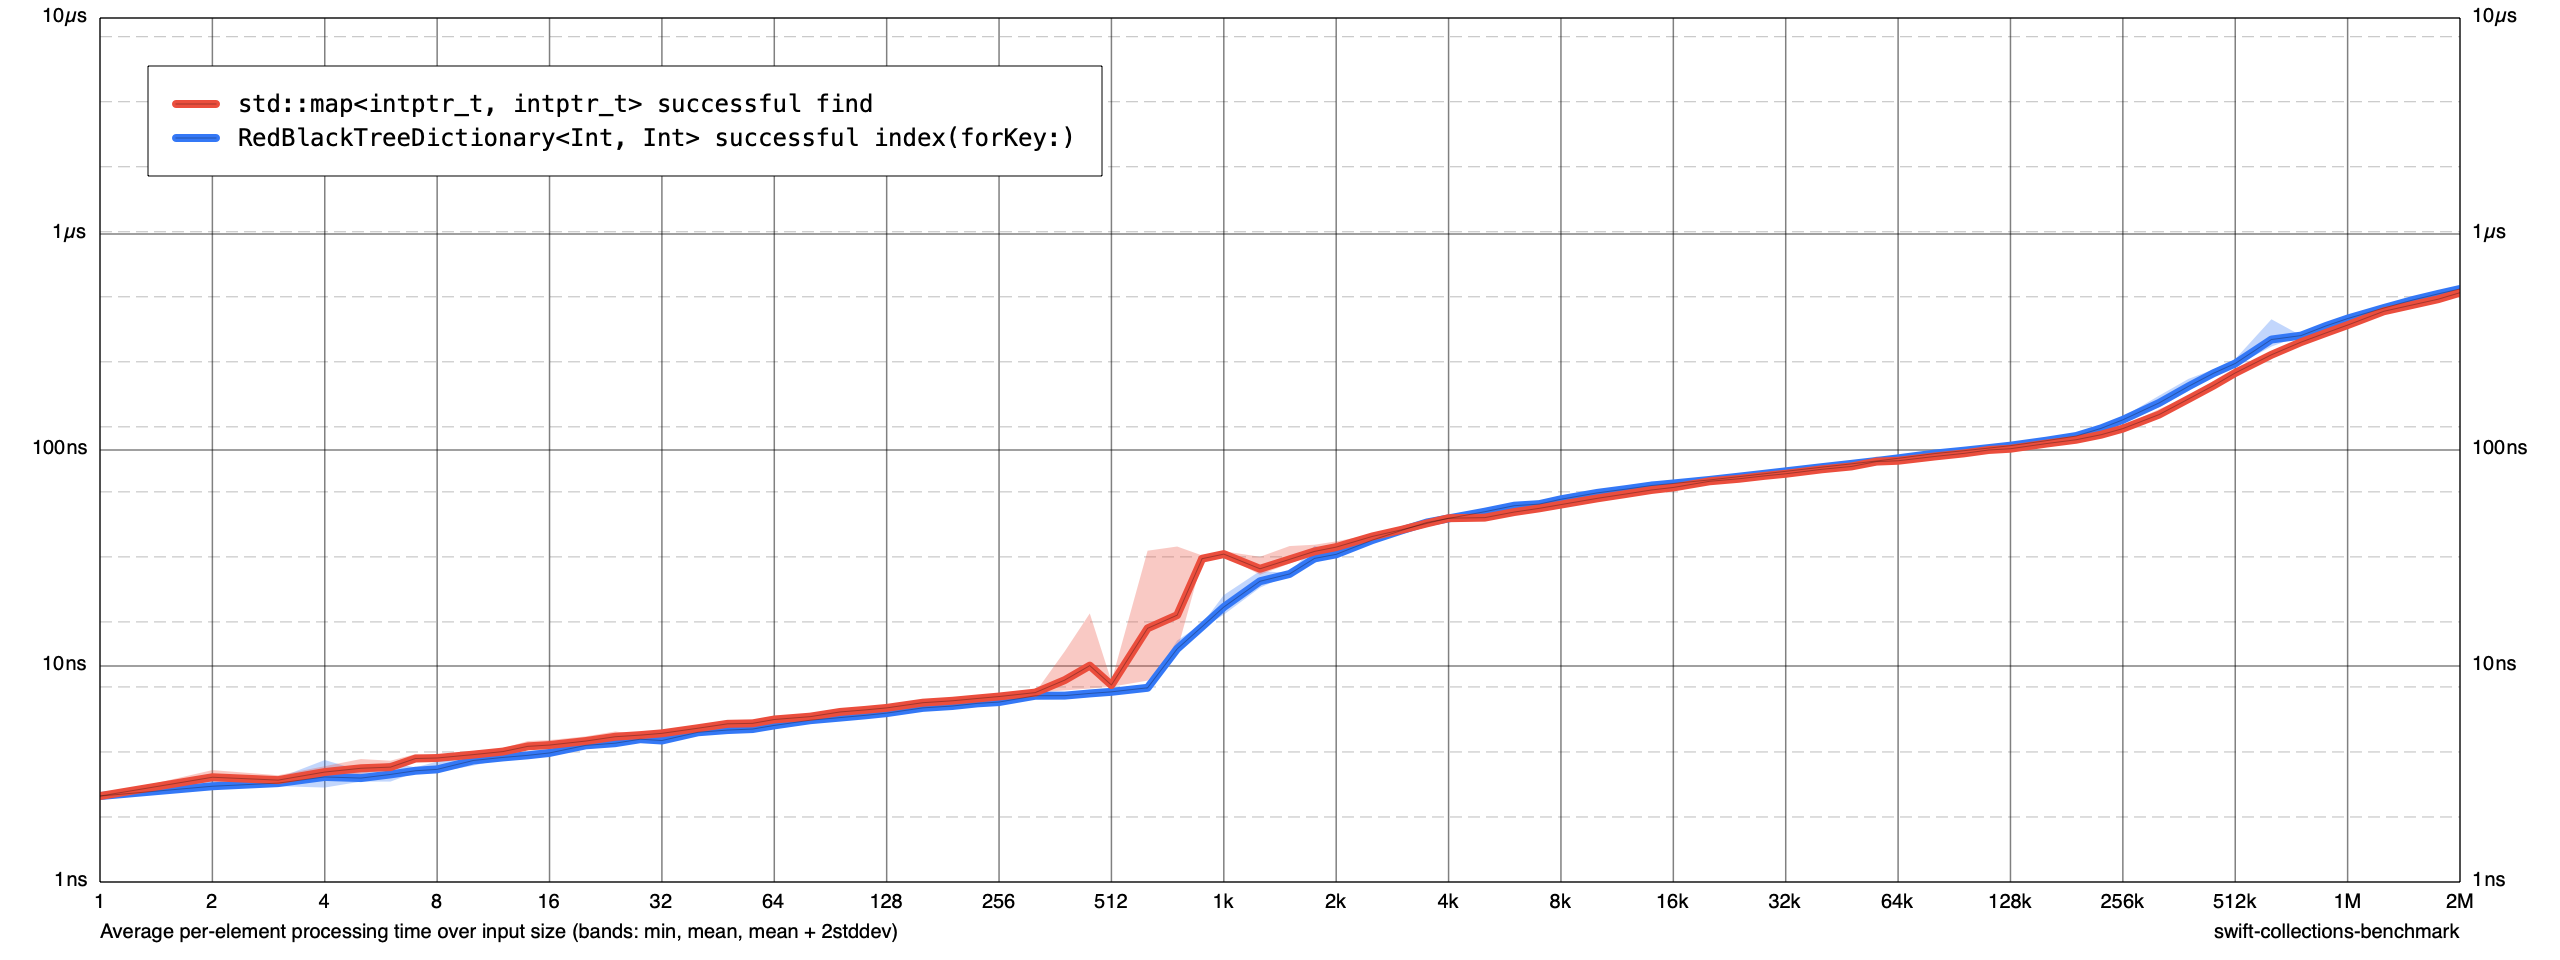 10µs 10µs
std::map<intptr_t, intptr_t> successful find
RedBlackTreeDictionary<Int, Int> successful index(forKey:)
1µs 1µs
100ns 100ns
10ns 10ns
1ns 1ns
1 2 4 8 16 32 64 128 256 512 1k 2k 4k 8k 16k 32k 64k 128k 256k 512k 1M 2M
Average per-element processing time over input size (bands: min, mean, mean + 2stddev) swift-collections-benchmark